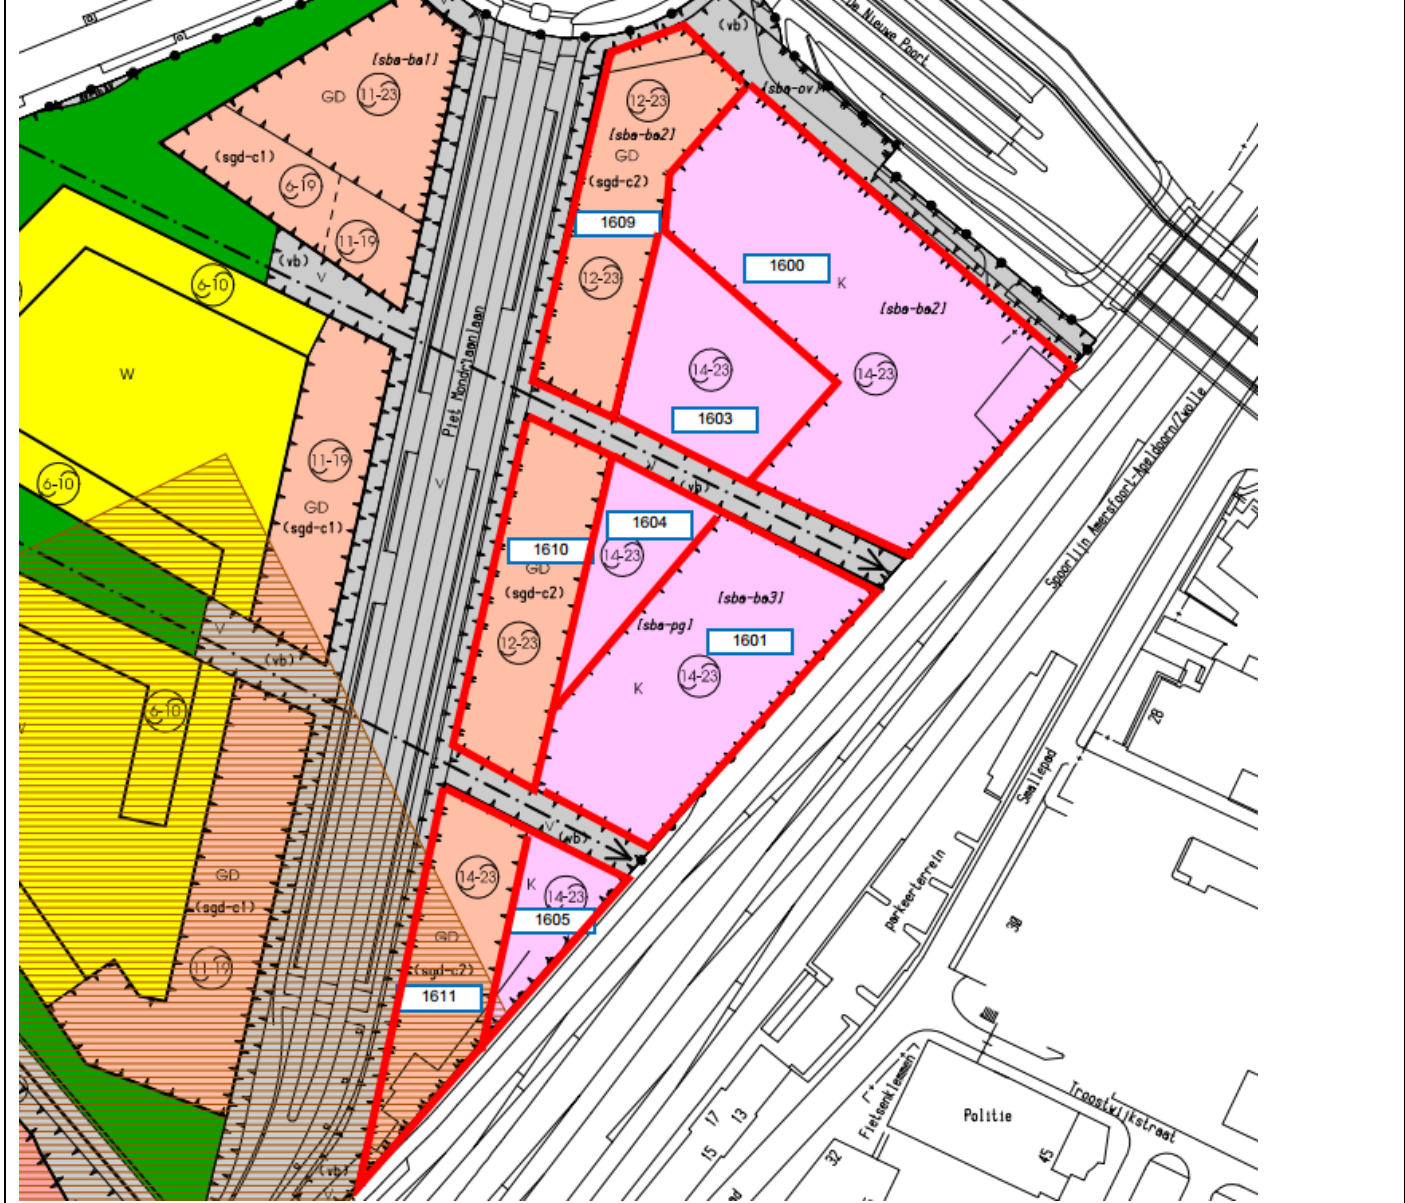 De Nieuwe Poort
(vb)
[sba-ba1]
GD
11-23
[sba-ov]
12-23
[sba-ba2]
GD
(sgd-c2)
(sgd-c1)
6-19
11-19
1609
1600
K
(vb)
V
6-10
12-23
[sba-ba2]
Piet Mondriaanlaan
W
14-23
14-23
1603
11-19
V
(vb)
6-10
V
GD
(sgd-c1)
1604
1610
14-23
GD
(sgd-c2)
Spoorlijn Amersfoort-Apeldoorn/Zwolle
[sba-ba3]
[sba-pg]
1601
V
(vb)
12-23
14-23
K
6-10
28
Smallepad
V
(vb)
14-23
K
14-23
1605
GD
(sgd-c1)
parkeerterrein
30
GD
(sgd-c2)
11-19
1611
Fietsenklemmen
Troostwijkstraat
Politie
17
13
15
32
45
(vb)